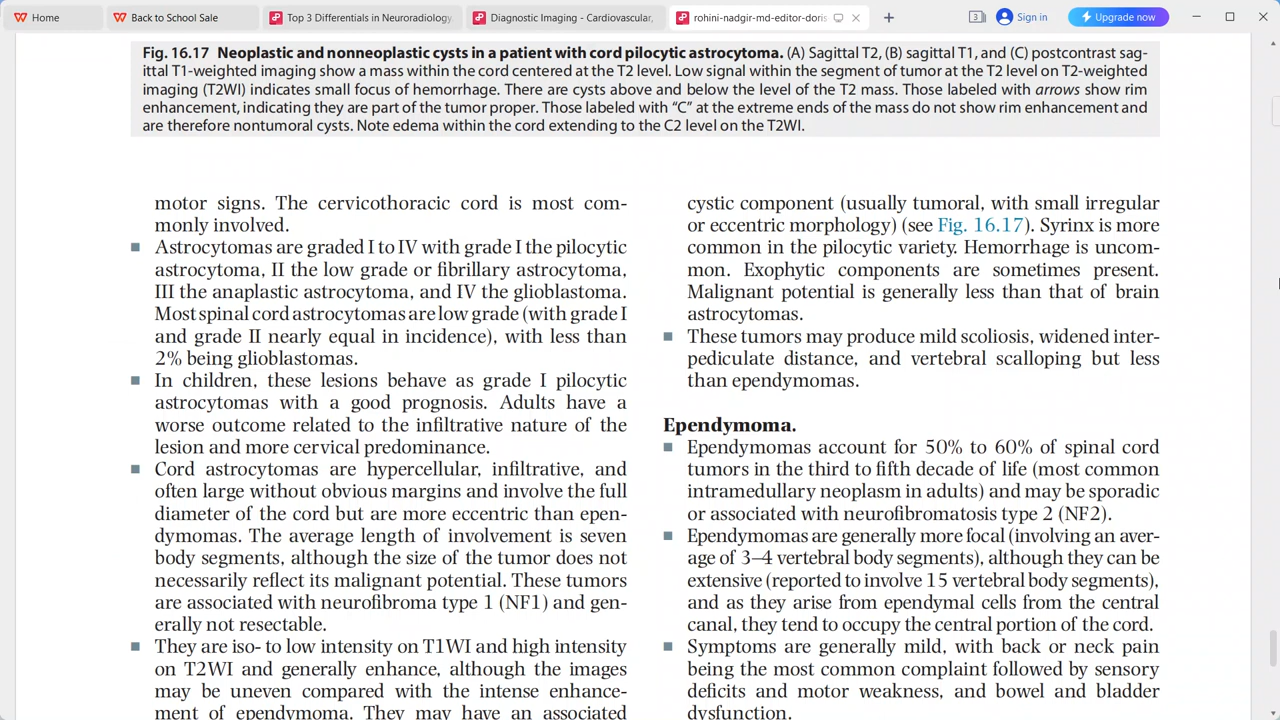 Home
Back to School Sale
Top 3 Differentials in Neuroradiology
Diagnostic Imaging - Cardiovascular,
rohini-nadgir-md-editor-doris
Sign in
Upgrade now
Fig. 16.17 Neoplastic and nonneoplastic cysts in a patient with cord pilocytic astrocytoma. (A) Sagittal T2, (B) sagittal T1, and (C) postcontrast sag-
ittal T1-weighted imaging show a mass within the cord centered at the T2 level. Low signal within the segment of tumor at the T2 level on T2-weighted
imaging (T2WI) indicates small focus of hemorrhage. There are cysts above and below the level of the T2 mass. Those labeled with arrows show rim
enhancement, indicating they are part of the tumor proper. Those labeled with “C” at the extreme ends of the mass do not show rim enhancement and
are therefore nontumoral cysts. Note edema within the cord extending to the C2 level on the T2WI.
motor signs. The cervicothoracic cord is most com-
monly involved.
■ Astrocytomas are graded I to IV with grade I the pilocytic
astrocytoma, II the low grade or fibrillary astrocytoma,
III the anaplastic astrocytoma, and IV the glioblastoma.
Most spinal cord astrocytomas are low grade (with grade I
and grade II nearly equal in incidence), with less than
2% being glioblastomas.
■ In children, these lesions behave as grade I pilocytic
astrocytomas with a good prognosis. Adults have a
worse outcome related to the infiltrative nature of the
lesion and more cervical predominance.
■ Cord astrocytomas are hypercellular, infiltrative, and
often large without obvious margins and involve the full
diameter of the cord but are more eccentric than epen-
dymomas. The average length of involvement is seven
body segments, although the size of the tumor does not
necessarily reflect its malignant potential. These tumors
are associated with neurofibroma type 1 (NF1) and gen-
erally not resectable.
■ They are iso- to low intensity on T1WI and high intensity
on T2WI and generally enhance, although the images
may be uneven compared with the intense enhance-
ment of ependymoma. They may have an associated
cystic component (usually tumoral, with small irregular
or eccentric morphology) (see Fig. 16.17). Syrinx is more
common in the pilocytic variety. Hemorrhage is uncom-
mon. Exophytic components are sometimes present.
Malignant potential is generally less than that of brain
astrocytomas.
■ These tumors may produce mild scoliosis, widened inter-
pediculate distance, and vertebral scalloping but less
than ependymomas.
Ependymoma.
■ Ependymomas account for 50% to 60% of spinal cord
tumors in the third to fifth decade of life (most common
intramedullary neoplasm in adults) and may be sporadic
or associated with neurofibromatosis type 2 (NF2).
■ Ependymomas are generally more focal (involving an aver-
age of 3–4 vertebral body segments), although they can be
extensive (reported to involve 15 vertebral body segments),
and as they arise from ependymal cells from the central
canal, they tend to occupy the central portion of the cord.
■ Symptoms are generally mild, with back or neck pain
being the most common complaint followed by sensory
deficits and motor weakness, and bowel and bladder
dysfunction.